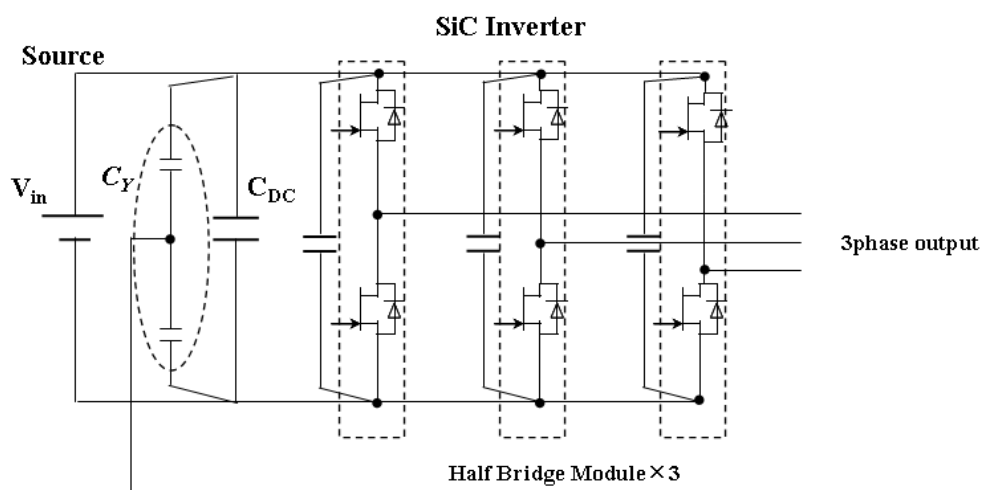 SiC Inverter
Source
V_in
C_Y
C_DC
3phase output
Half Bridge Module×3